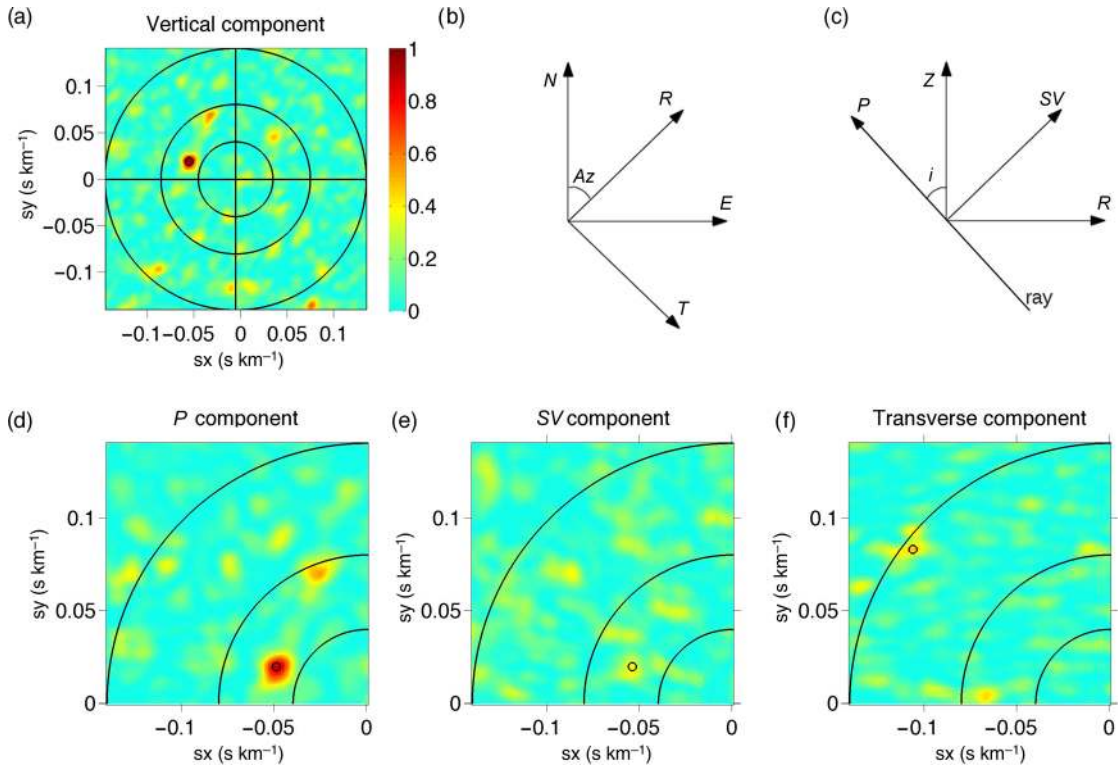 (a)
Vertical component
0.1
0.05
0
−0.05
−0.1
sy (s km⁻¹)
−0.1 −0.05 0 0.05 0.1
sx (s km⁻¹)
1
0.8
0.6
0.4
0.2
0
(b)
N
R
Az
E
T
(c)
Z
P
SV
i
R
ray
(d)
P component
0.1
0.05
0
sy (s km⁻¹)
−0.1 −0.05 0
sx (s km⁻¹)
(e)
SV component
0.1
0.05
0
sy (s km⁻¹)
−0.1 −0.05 0
sx (s km⁻¹)
(f)
Transverse component
0.1
0.05
0
sy (s km⁻¹)
−0.1 −0.05 0
sx (s km⁻¹)